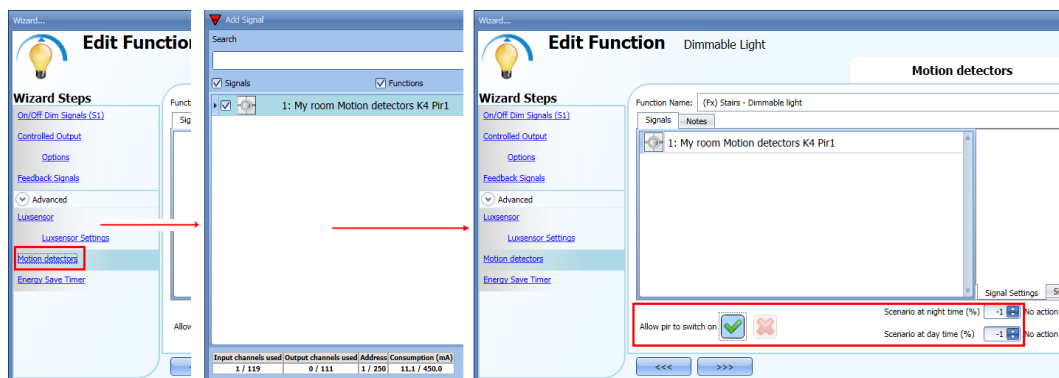 Wizard...
Edit Function
Wizard Steps
On/Off Dim Signals (S1)
Controlled Output
Options
Feedback Signals
Advanced
Luxsensor
Luxsensor Settings
Motion detectors
Energy Save Timer
Functi
Sig
Allow
Add Signal
Search
Signals
Functions
1: My room Motion detectors K4 Pir1
Input channels used Output channels used Address Consumption (mA)
1 / 119 0 / 111 1 / 250 11,1 / 450,0
Wizard...
Edit Function Dimmable Light
Motion detectors
Wizard Steps
On/Off Dim Signals (S1)
Controlled Output
Options
Feedback Signals
Advanced
Luxsensor
Luxsensor Settings
Motion detectors
Energy Save Timer
Function Name: (Fx) Stairs - Dimmable light
Signals Notes
1: My room Motion detectors K4 Pir1
Signal Settings S
Allow pir to switch on
Scenario at night time (%) -1 No action
Scenario at day time (%) -1 No action
<<< >>>